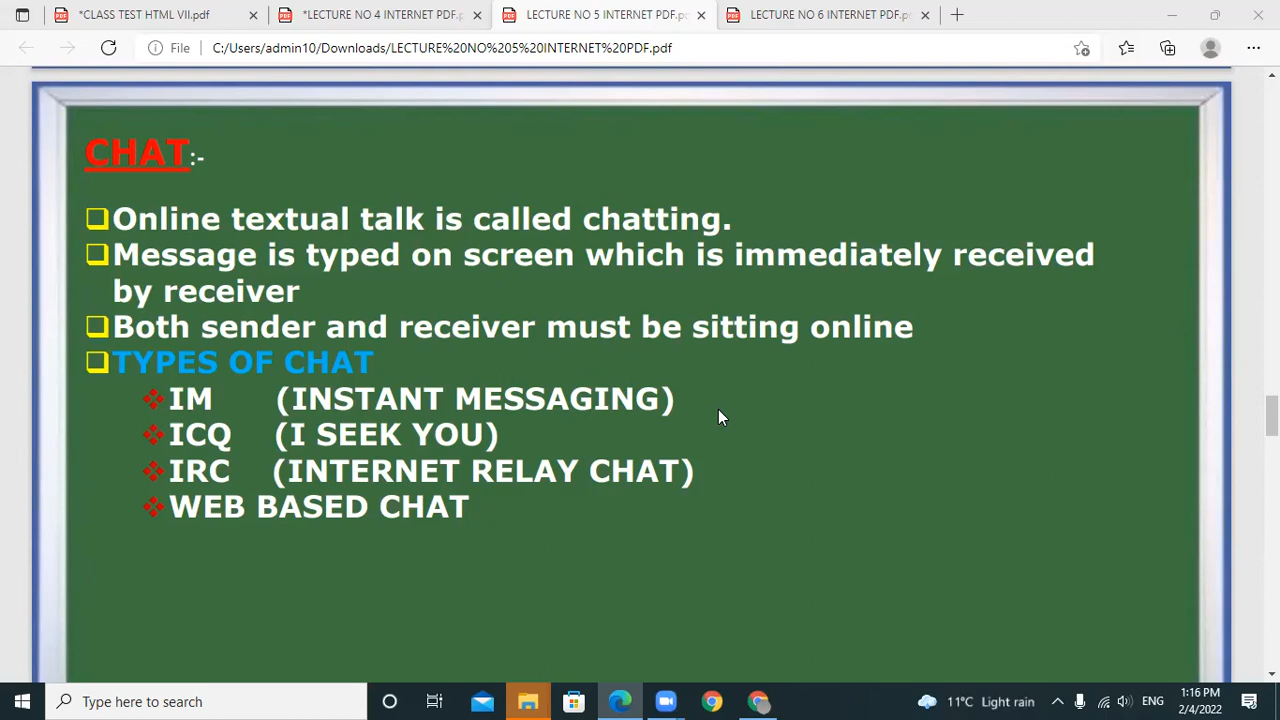 *CLASS TEST HTML VII.pdf
*LECTURE NO 4 INTERNET PDF.p
LECTURE NO 5 INTERNET PDF.p
LECTURE NO 6 INTERNET PDF.p
File
C:/Users/admin10/Downloads/LECTURE%20NO%205%20INTERNET%20PDF.pdf
CHAT:-
Online textual talk is called chatting.
Message is typed on screen which is immediately received
by receiver
Both sender and receiver must be sitting online
TYPES OF CHAT
IM (INSTANT MESSAGING)
ICQ (I SEEK YOU)
IRC (INTERNET RELAY CHAT)
WEB BASED CHAT
Type here to search
11°C Light rain
ENG
1:16 PM
2/4/2022